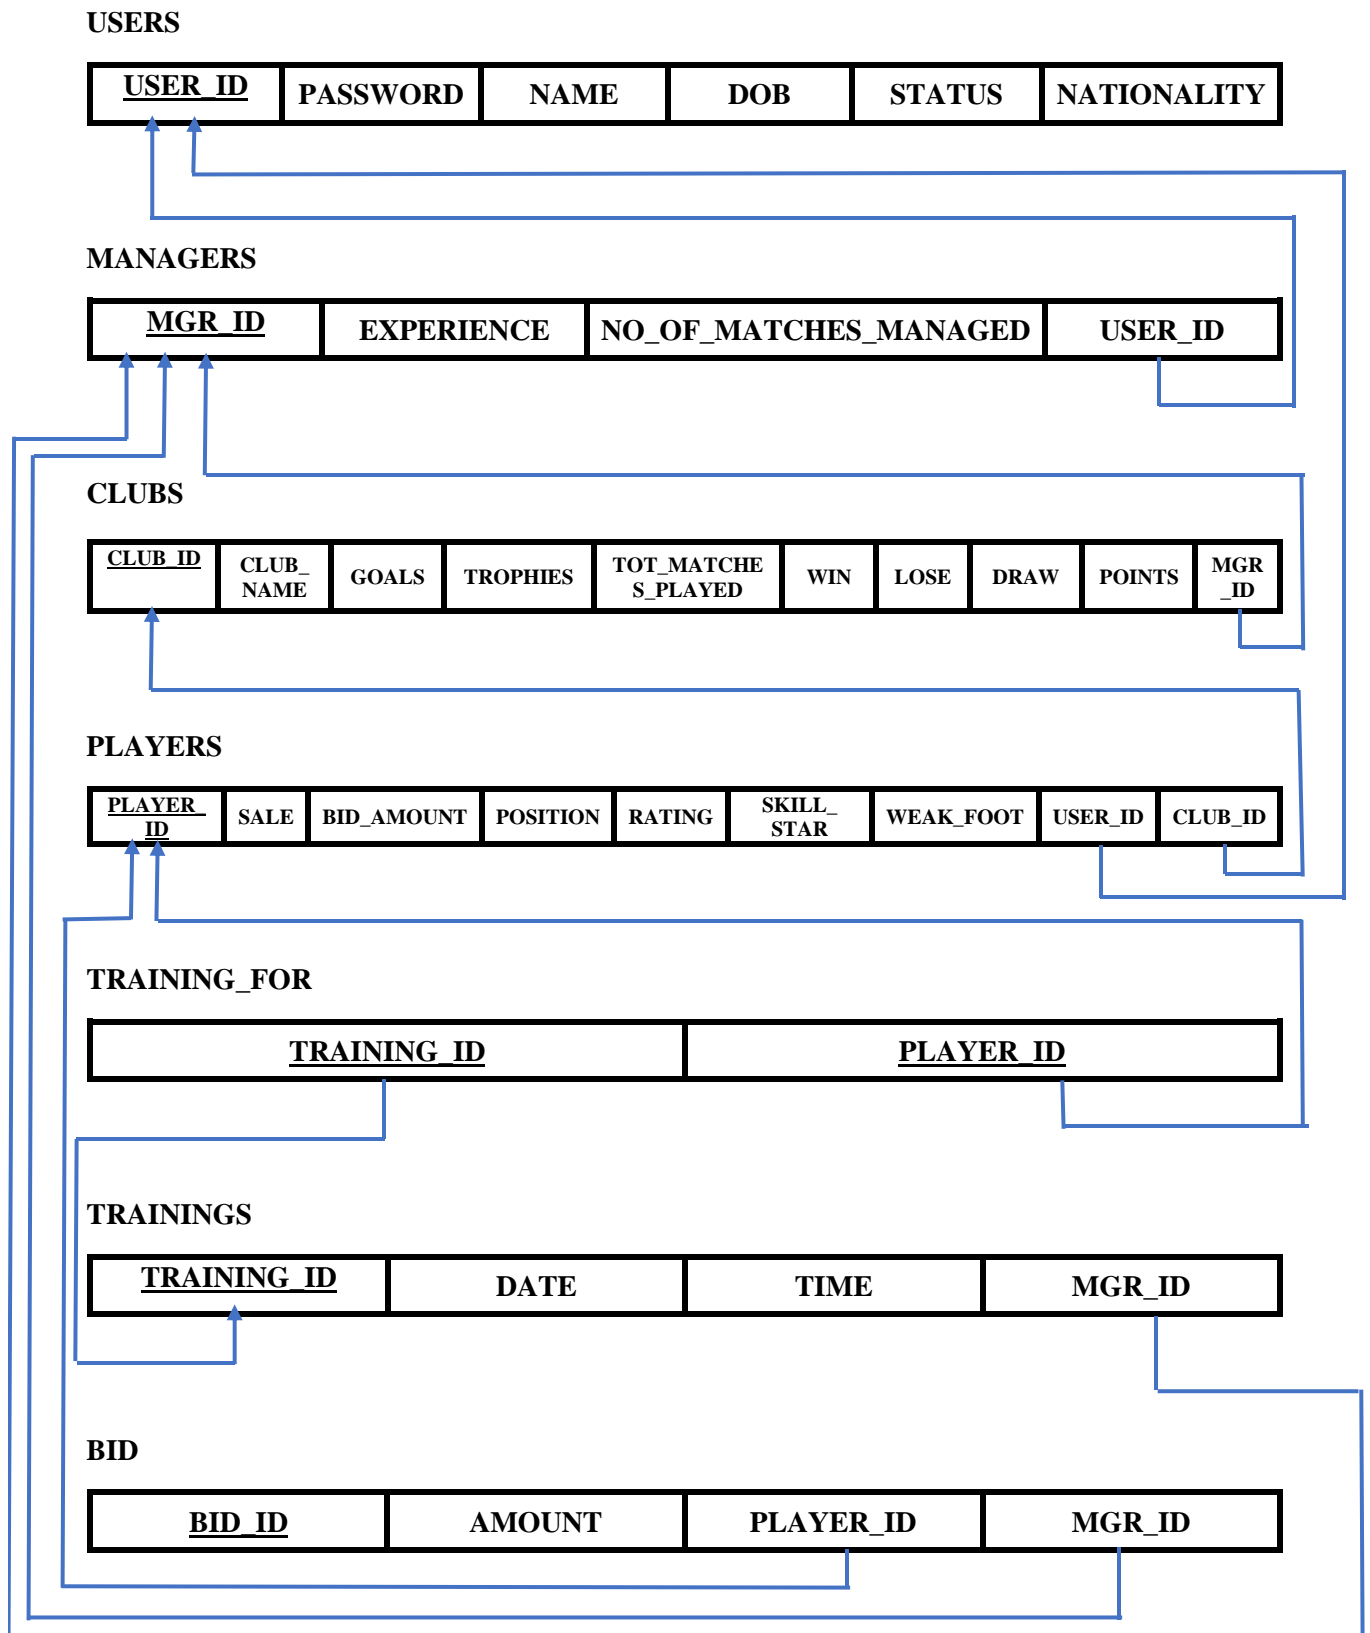 USERS
USER_ID PASSWORD NAME DOB STATUS NATIONALITY
MANAGERS
MGR_ID EXPERIENCE NO_OF_MATCHES_MANAGED USER_ID
CLUBS
CLUB_ID CLUB_ NAME GOALS TROPHIES TOT_MATCHE S_PLAYED WIN LOSE DRAW POINTS MGR _ID
PLAYERS
PLAYER_ ID SALE BID_AMOUNT POSITION RATING SKILL_ STAR WEAK_FOOT USER_ID CLUB_ID
TRAINING_FOR
TRAINING_ID PLAYER_ID
TRAININGS
TRAINING_ID DATE TIME MGR_ID
BID
BID_ID AMOUNT PLAYER_ID MGR_ID